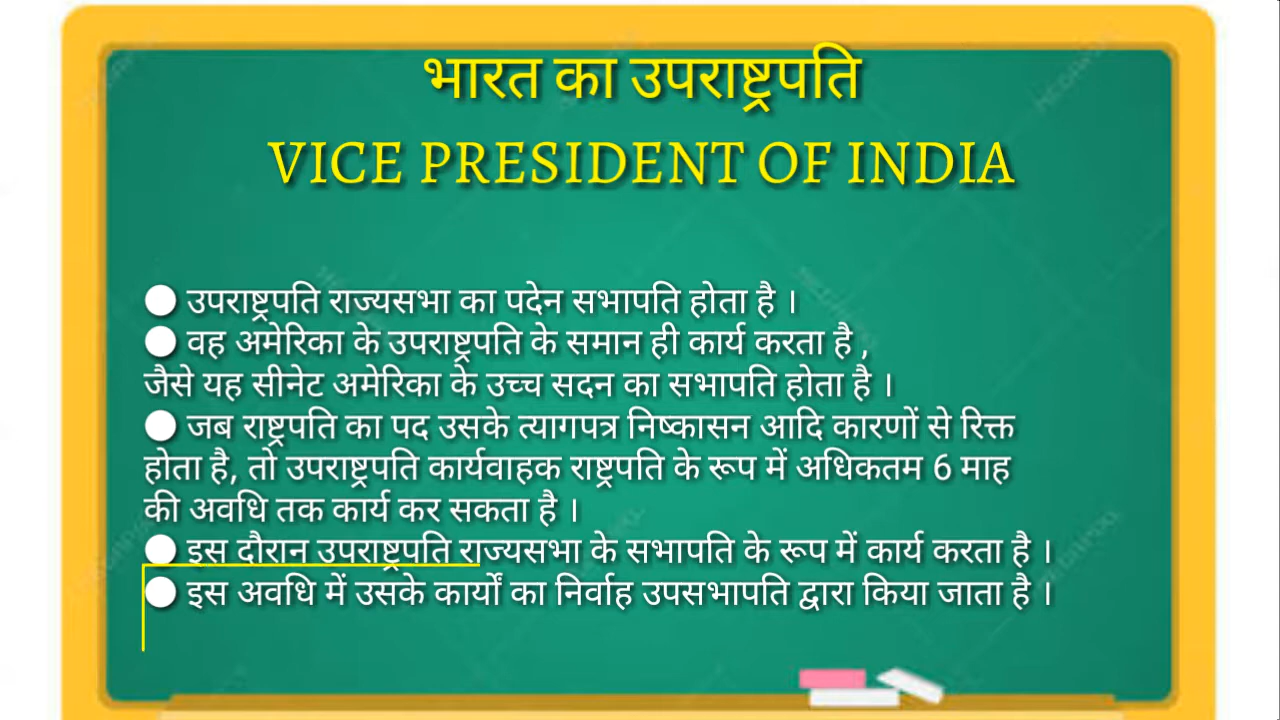 भारत का उपराष्ट्रपति
VICE PRESIDENT OF INDIA
● उपराष्ट्रपति राज्यसभा का पदेन सभापति होता है ।
● वह अमेरिका के उपराष्ट्रपति के समान ही कार्य करता है ,
जैसे यह सीनेट अमेरिका के उच्च सदन का सभापति होता है ।
● जब राष्ट्रपति का पद उसके त्यागपत्र निष्कासन आदि कारणों से रिक्त
होता है, तो उपराष्ट्रपति कार्यवाहक राष्ट्रपति के रूप में अधिकतम 6 माह
की अवधि तक कार्य कर सकता है ।
● इस दौरान उपराष्ट्रपति राज्यसभा के सभापति के रूप में कार्य करता है ।
● इस अवधि में उसके कार्यों का निर्वाह उपसभापति द्वारा किया जाता है ।